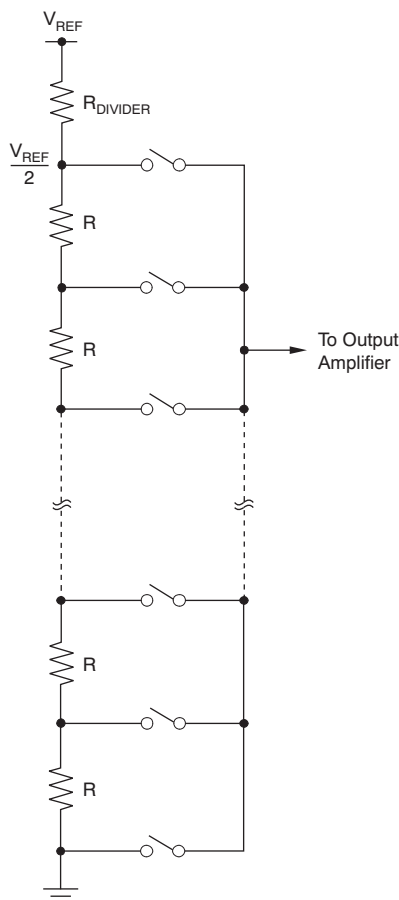 VREF
RDIVIDER
VREF
2
R
R
To Output
Amplifier
R
R